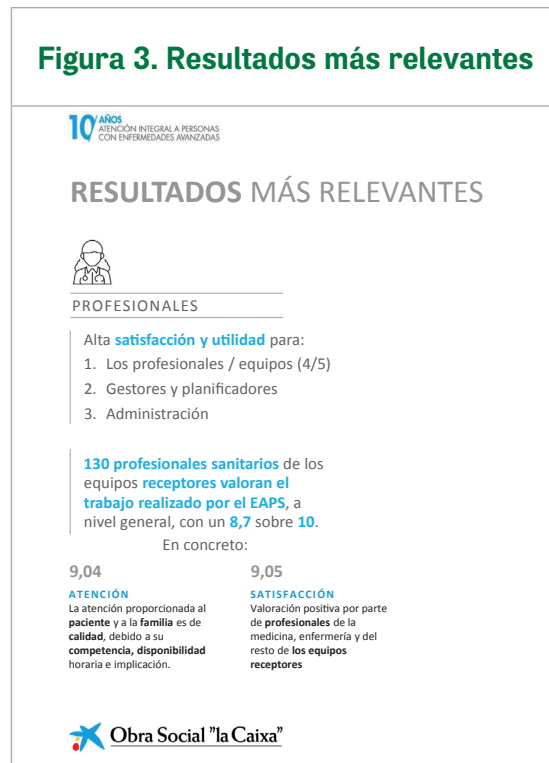 Figura 3. Resultados más relevantes
10 AÑOS
ATENCIÓN INTEGRAL A PERSONAS
CON ENFERMEDADES AVANZADAS
RESULTADOS MÁS RELEVANTES
PROFESIONALES
Alta satisfacción y utilidad para:
1. Los profesionales / equipos (4/5)
2. Gestores y planificadores
3. Administración
130 profesionales sanitarios de los
equipos receptores valoran el
trabajo realizado por el EAPS, a
nivel general, con un 8,7 sobre 10.
En concreto:
9,04
ATENCIÓN
La atención proporcionada al
paciente y a la familia es de
calidad, debido a su
competencia, disponibilidad
horaria e implicación.
9,05
SATISFACCIÓN
Valoración positiva por parte
de profesionales de la
medicina, enfermería y del
resto de los equipos
receptores
Obra Social "la Caixa"